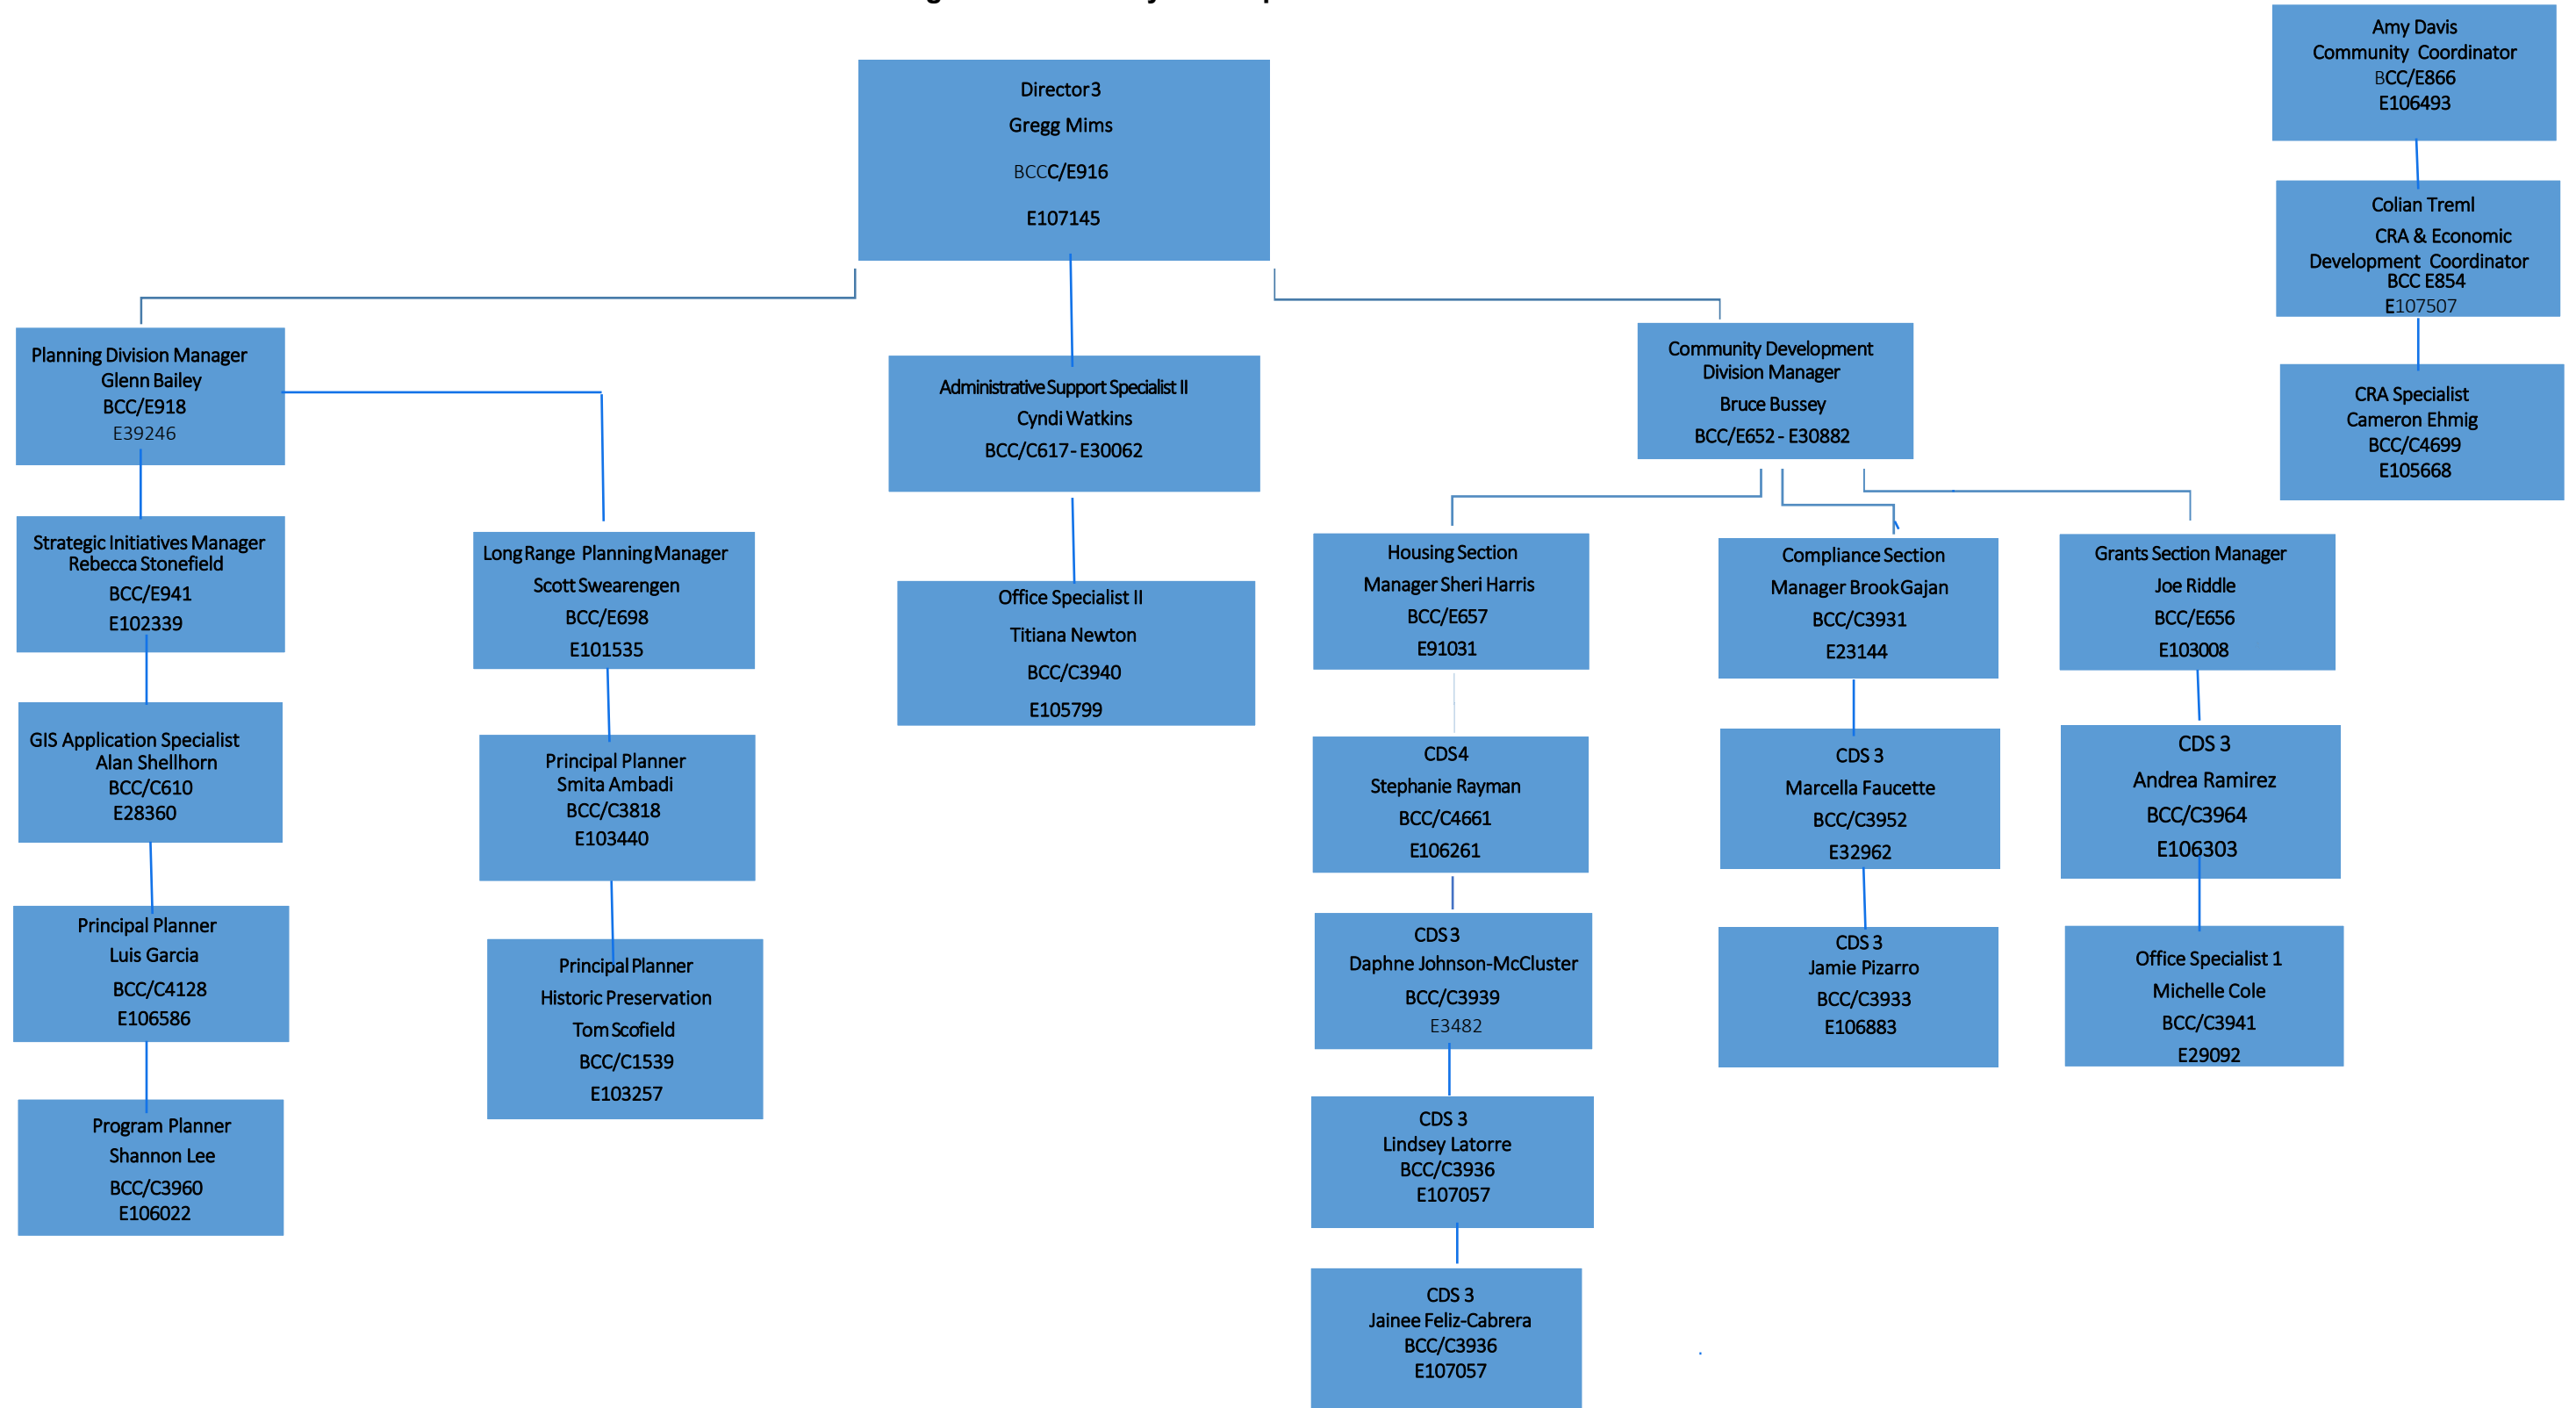 Amy Davis
Community Coordinator
BCC/E866
E106493
Director 3
Gregg Mims
BCCC/E916
E107145
Colian Treml
CRA & Economic
Development Coordinator
BCC E854
E107507
Planning Division Manager
Glenn Bailey
BCC/E918
E39246
Administrative Support Specialist II
Cyndi Watkins
BCC/C617 - E30062
Community Development
Division Manager
Bruce Bussey
BCC/E652 - E30882
CRA Specialist
Cameron Ehmig
BCC/C4699
E105668
Strategic Initiatives Manager
Rebecca Stonefield
BCC/E941
E102339
Long Range Planning Manager
Scott Swearengen
BCC/E698
E101535
Office Specialist II
Titiana Newton
BCC/C3940
E105799
Housing Section
Manager Sheri Harris
BCC/E657
E91031
Compliance Section
Manager Brook Gajan
BCC/C3931
E23144
Grants Section Manager
Joe Riddle
BCC/E656
E103008
GIS Application Specialist
Alan Shellhorn
BCC/C610
E28360
Principal Planner
Smita Ambadi
BCC/C3818
E103440
CDS4
Stephanie Rayman
BCC/C4661
E106261
CDS 3
Marcella Faucette
BCC/C3952
E32962
CDS 3
Andrea Ramirez
BCC/C3964
E106303
Principal Planner
Luis Garcia
BCC/C4128
E106586
Principal Planner
Historic Preservation
Tom Scofield
BCC/C1539
E103257
CDS 3
Daphne Johnson-McCluster
BCC/C3939
E3482
CDS 3
Jamie Pizarro
BCC/C3933
E106883
Office Specialist 1
Michelle Cole
BCC/C3941
E29092
Program Planner
Shannon Lee
BCC/C3960
E106022
CDS 3
Lindsey Latorre
BCC/C3936
E107057
CDS 3
Jainee Feliz-Cabrera
BCC/C3936
E107057